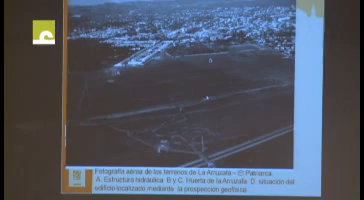 D
Fotografía aérea de los terrenos de La Arruzafa – El Patriarca.
A. Estructura hidráulica B y C. Huerta de la Arruzafa D. situación del
edificio localizado mediante la prospección geofísica